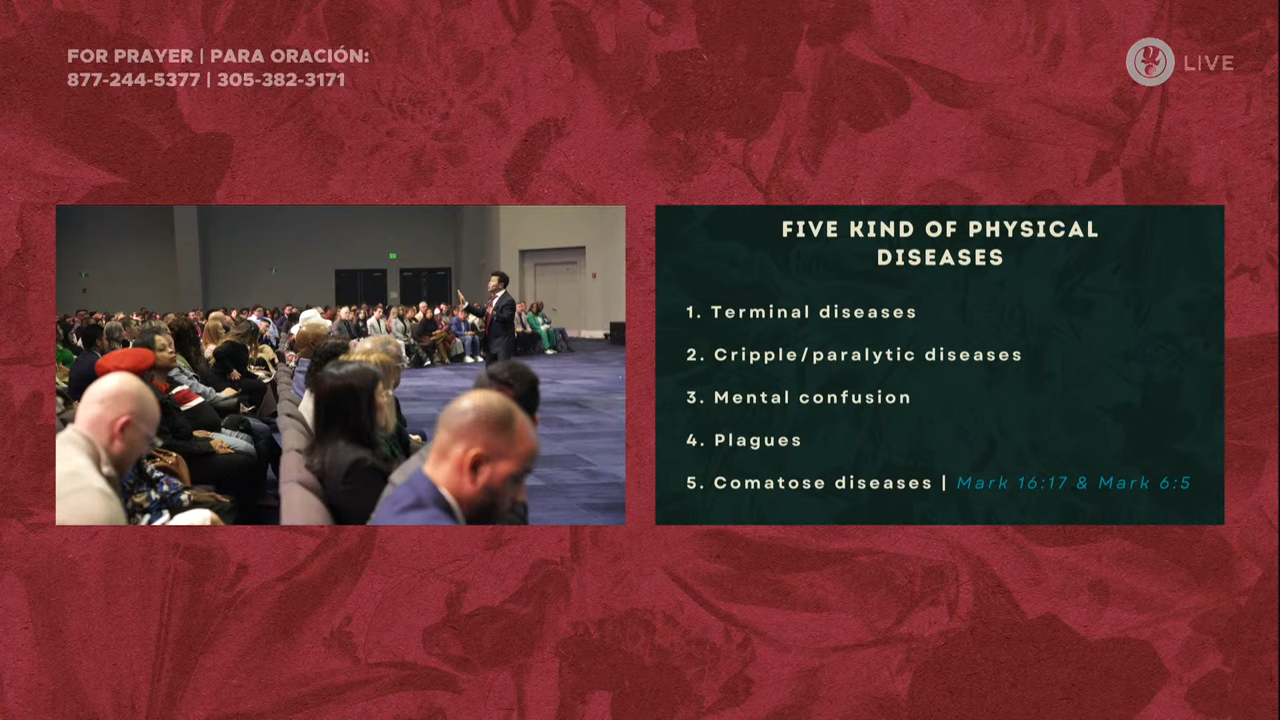 FOR PRAYER | PARA ORACIÓN:
877-244-5377 | 305-382-3171
LIVE
FIVE KIND OF PHYSICAL
DISEASES
1. Terminal diseases
2. Cripple/paralytic diseases
3. Mental confusion
4. Plagues
5. Comatose diseases | Mark 16:17 & Mark 6:5